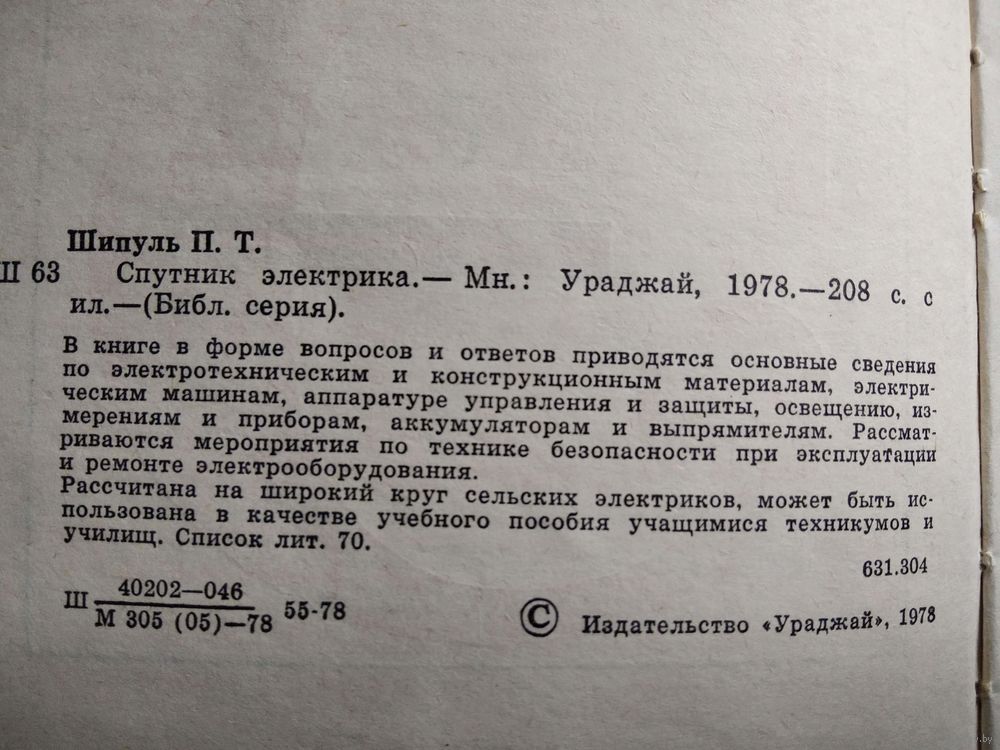 Шипуль П. Т.
Ш 63 Спутник электрика.— Мн.: Ураджай, 1978.—208 с. с
ил.—(Библ. серия).
В книге в форме вопросов и ответов приводятся основные сведения
по электротехническим и конструкционным материалам, электри-
ческим машинам, аппаратуре управления и защиты, освещению, из-
мерениям и приборам, аккумуляторам и выпрямителям. Рассмат-
риваются мероприятия по технике безопасности при эксплуатации
и ремонте электрооборудования.
Рассчитана на широкий круг сельских электриков, может быть ис-
пользована в качестве учебного пособия учащимися техникумов и
училищ. Список лит. 70.
631.304
Ш 40202—046
М 305 (05)—78 55-78
© Издательство «Ураджай», 1978